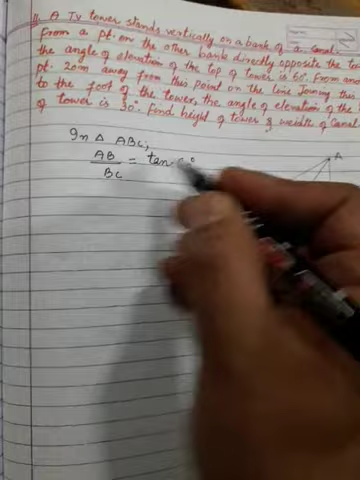 11. A T.V tower stands vertically on a bank of a canal.
from a pt. on the other bank directly opposite the
the angle of elevation of the top of tower is 60°. from
pt. 20m away from this point on the line Joining this
to the foot of the tower, the angle of elevation of the
of tower is 30°. find height of tower & width of Canal.
A
In Δ ABC,
AB = tan
BC